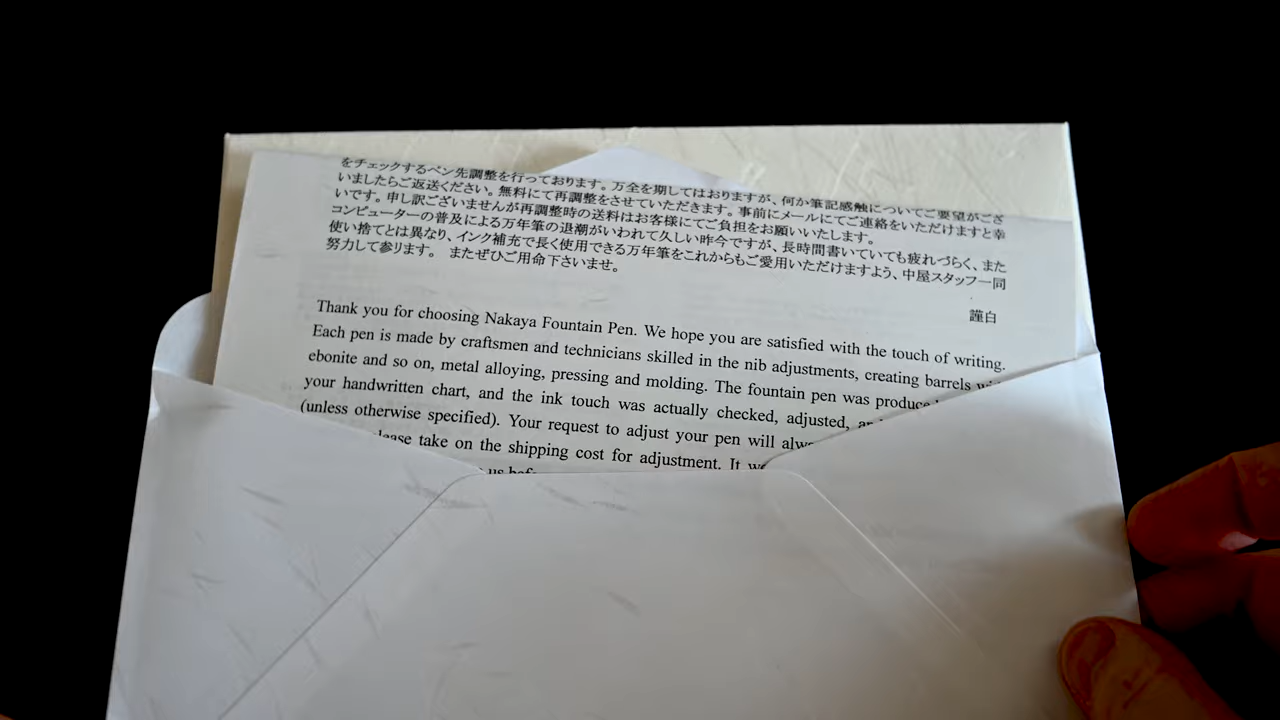 をチェックするペン先調整を行っております。万全を期してはおりますが、何か筆記感触についてご要望がござ
いましたらご返送ください。無料にて再調整をさせていただきます。事前にメールにてご連絡をいただけますと幸
いです。申し訳ございませんが再調整時の送料はお客様にてご負担をお願いいたします。
コンピューターの普及による万年筆の退潮がいわれて久しい昨今ですが、長時間書いていても疲れづらく、また
使い捨てとは異なり、インク補充で長く使用できる万年筆をこれからもご愛用いただけますよう、中屋スタッフ一同
努力して参ります。 またぜひご用命下さいませ。
謹白
Thank you for choosing Nakaya Fountain Pen. We hope you are satisfied with the touch of writing.
Each pen is made by craftsmen and technicians skilled in the nib adjustments, creating barrels
ebonite and so on, metal alloying, pressing and molding. The fountain pen was
your handwritten chart, and the ink touch was actually checked, adjusted,
(unless otherwise specified). Your request to adjust your pen will
take on the shipping cost for adjustment. It
us